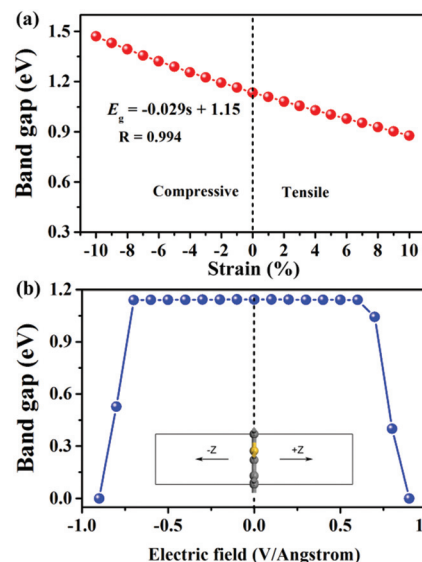 (a)
Band gap (eV)
1.5
1.2
0.9
0.6
0.3
E_g = -0.029s + 1.15
R = 0.994
Compressive
Tensile
-10 -8 -6 -4 -2 0 2 4 6 8 10
Strain (%)
(b)
Band gap (eV)
1.2
0.9
0.6
0.3
0.0
-Z
+Z
-1.0 -0.5 0.0 0.5
Electric field (V/Angstrom)